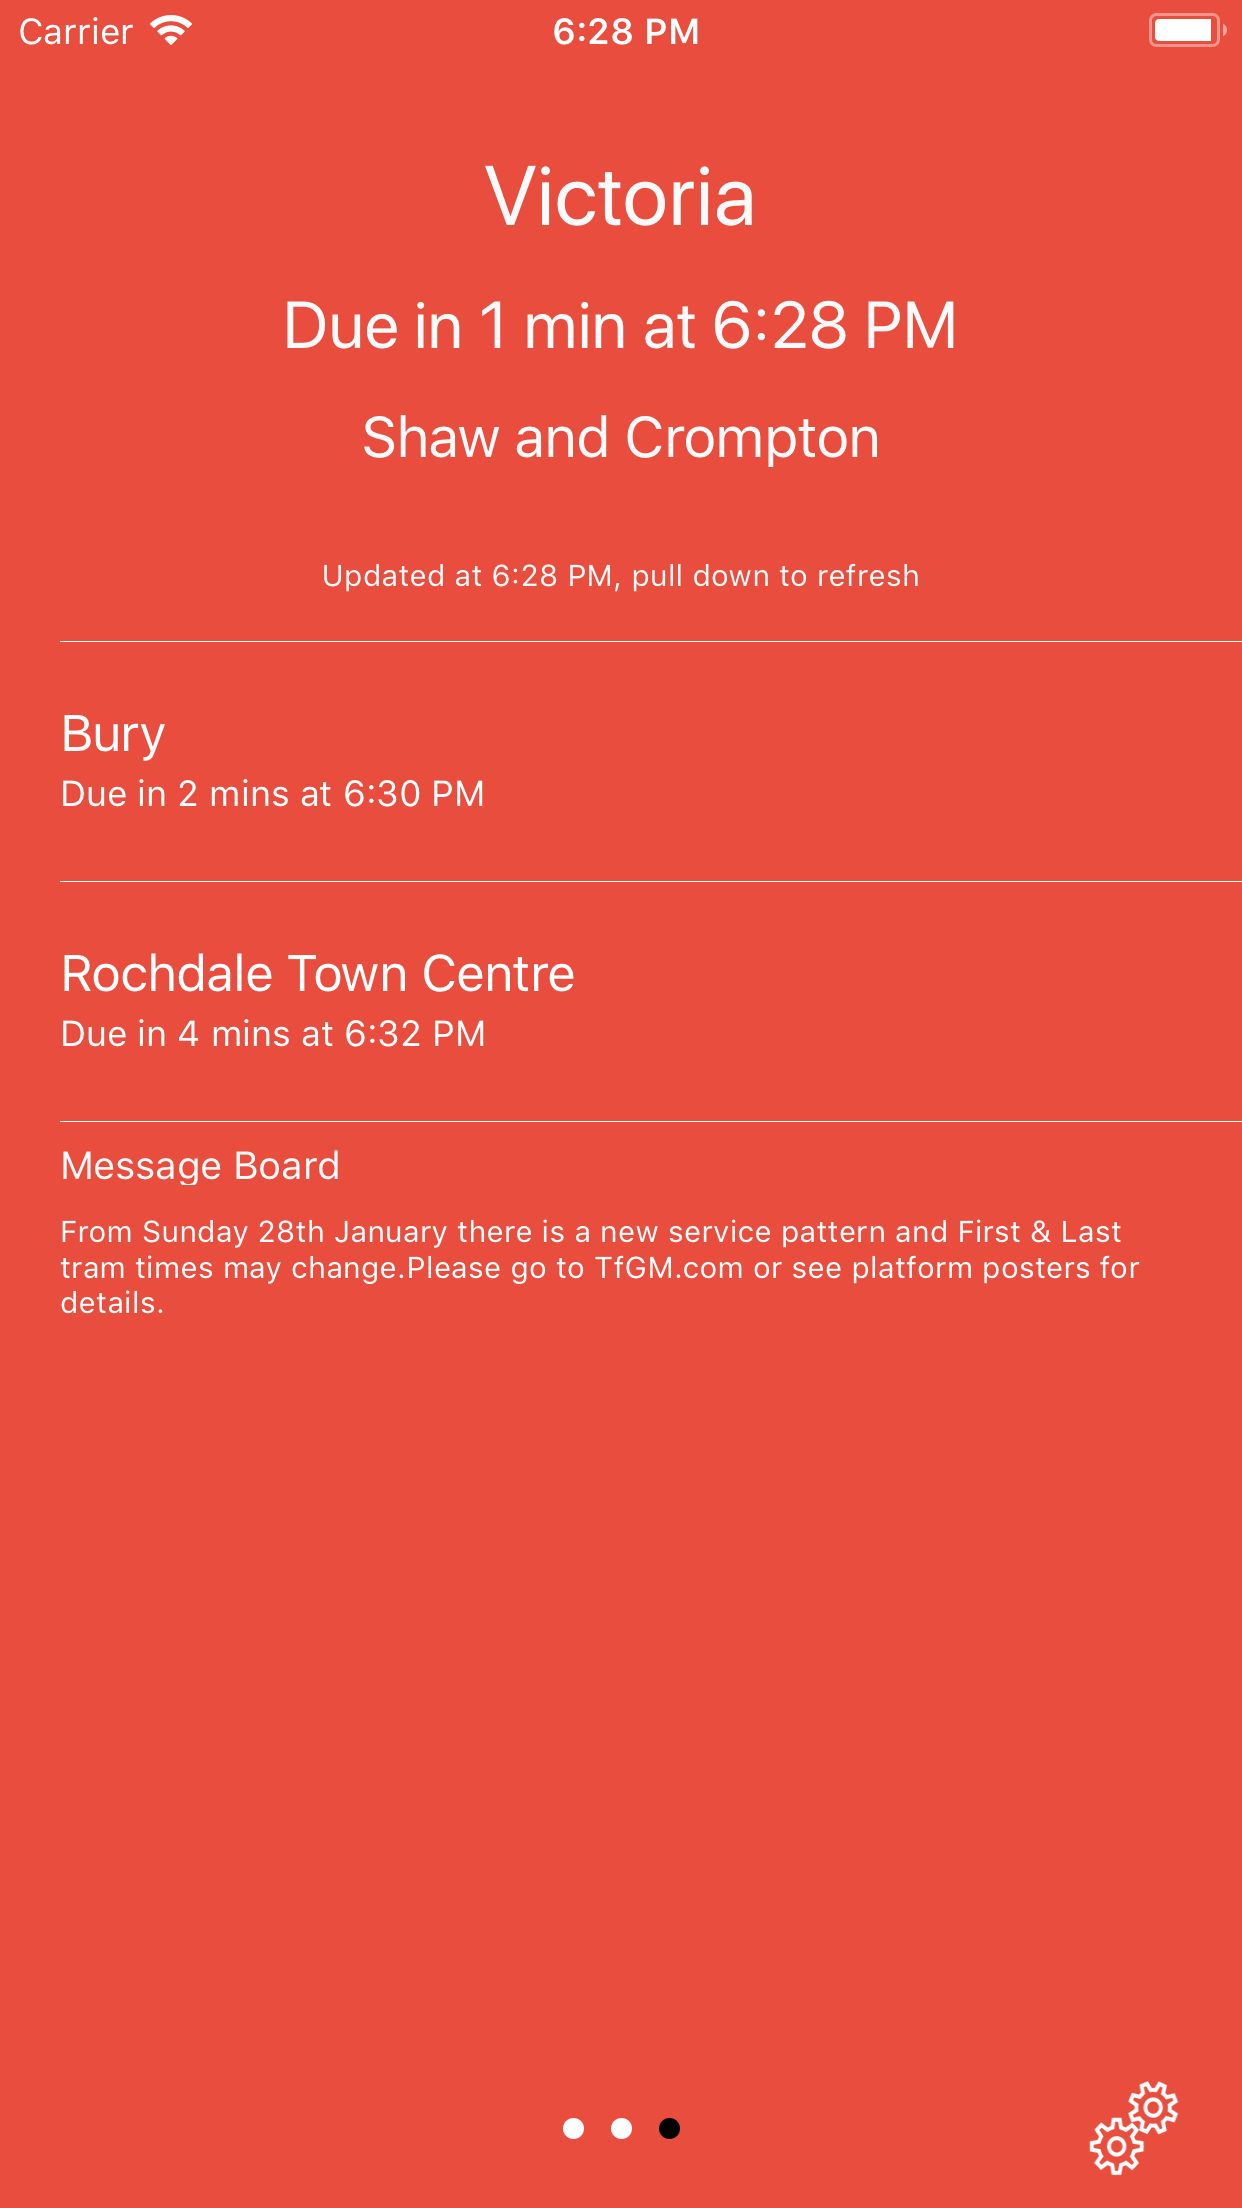 Carrier 6:28 PM
Victoria
Due in 1 min at 6:28 PM
Shaw and Crompton
Updated at 6:28 PM, pull down to refresh
Bury
Due in 2 mins at 6:30 PM
Rochdale Town Centre
Due in 4 mins at 6:32 PM
Message Board
From Sunday 28th January there is a new service pattern and First & Last
tram times may change.Please go to TfGM.com or see platform posters for
details.